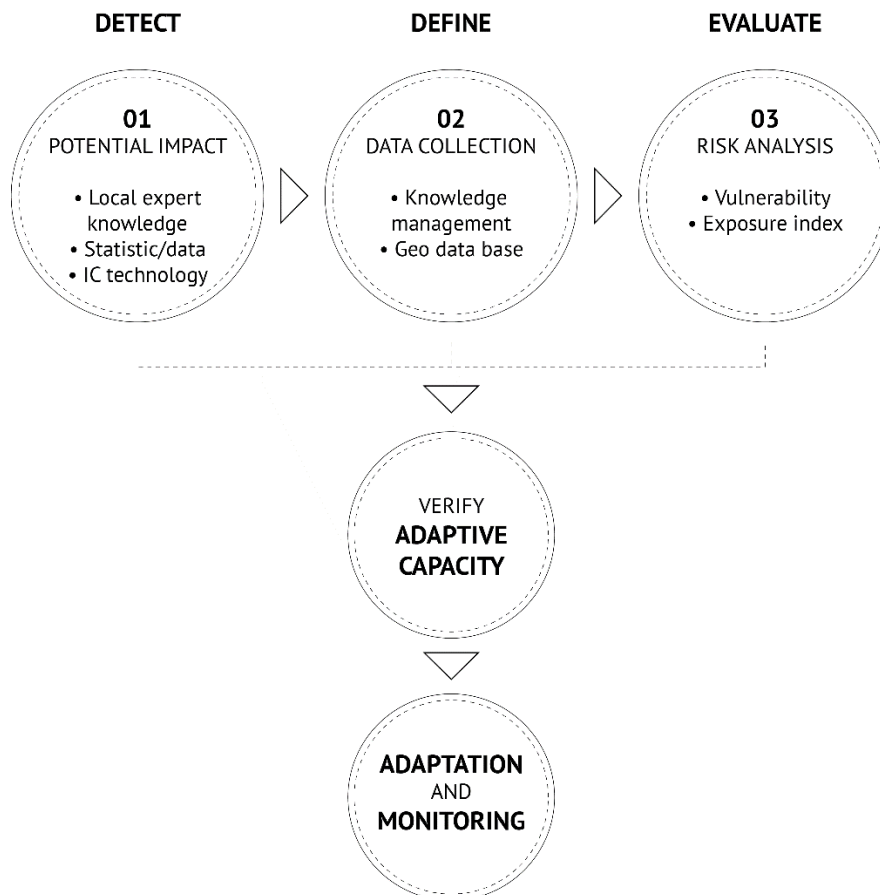 DETECT
DEFINE
EVALUATE
01
POTENTIAL IMPACT
• Local expert
knowledge
• Statistic/data
• IC technology
02
DATA COLLECTION
• Knowledge
management
• Geo data base
03
RISK ANALYSIS
• Vulnerability
• Exposure index
VERIFY
ADAPTIVE
CAPACITY
ADAPTATION
AND
MONITORING